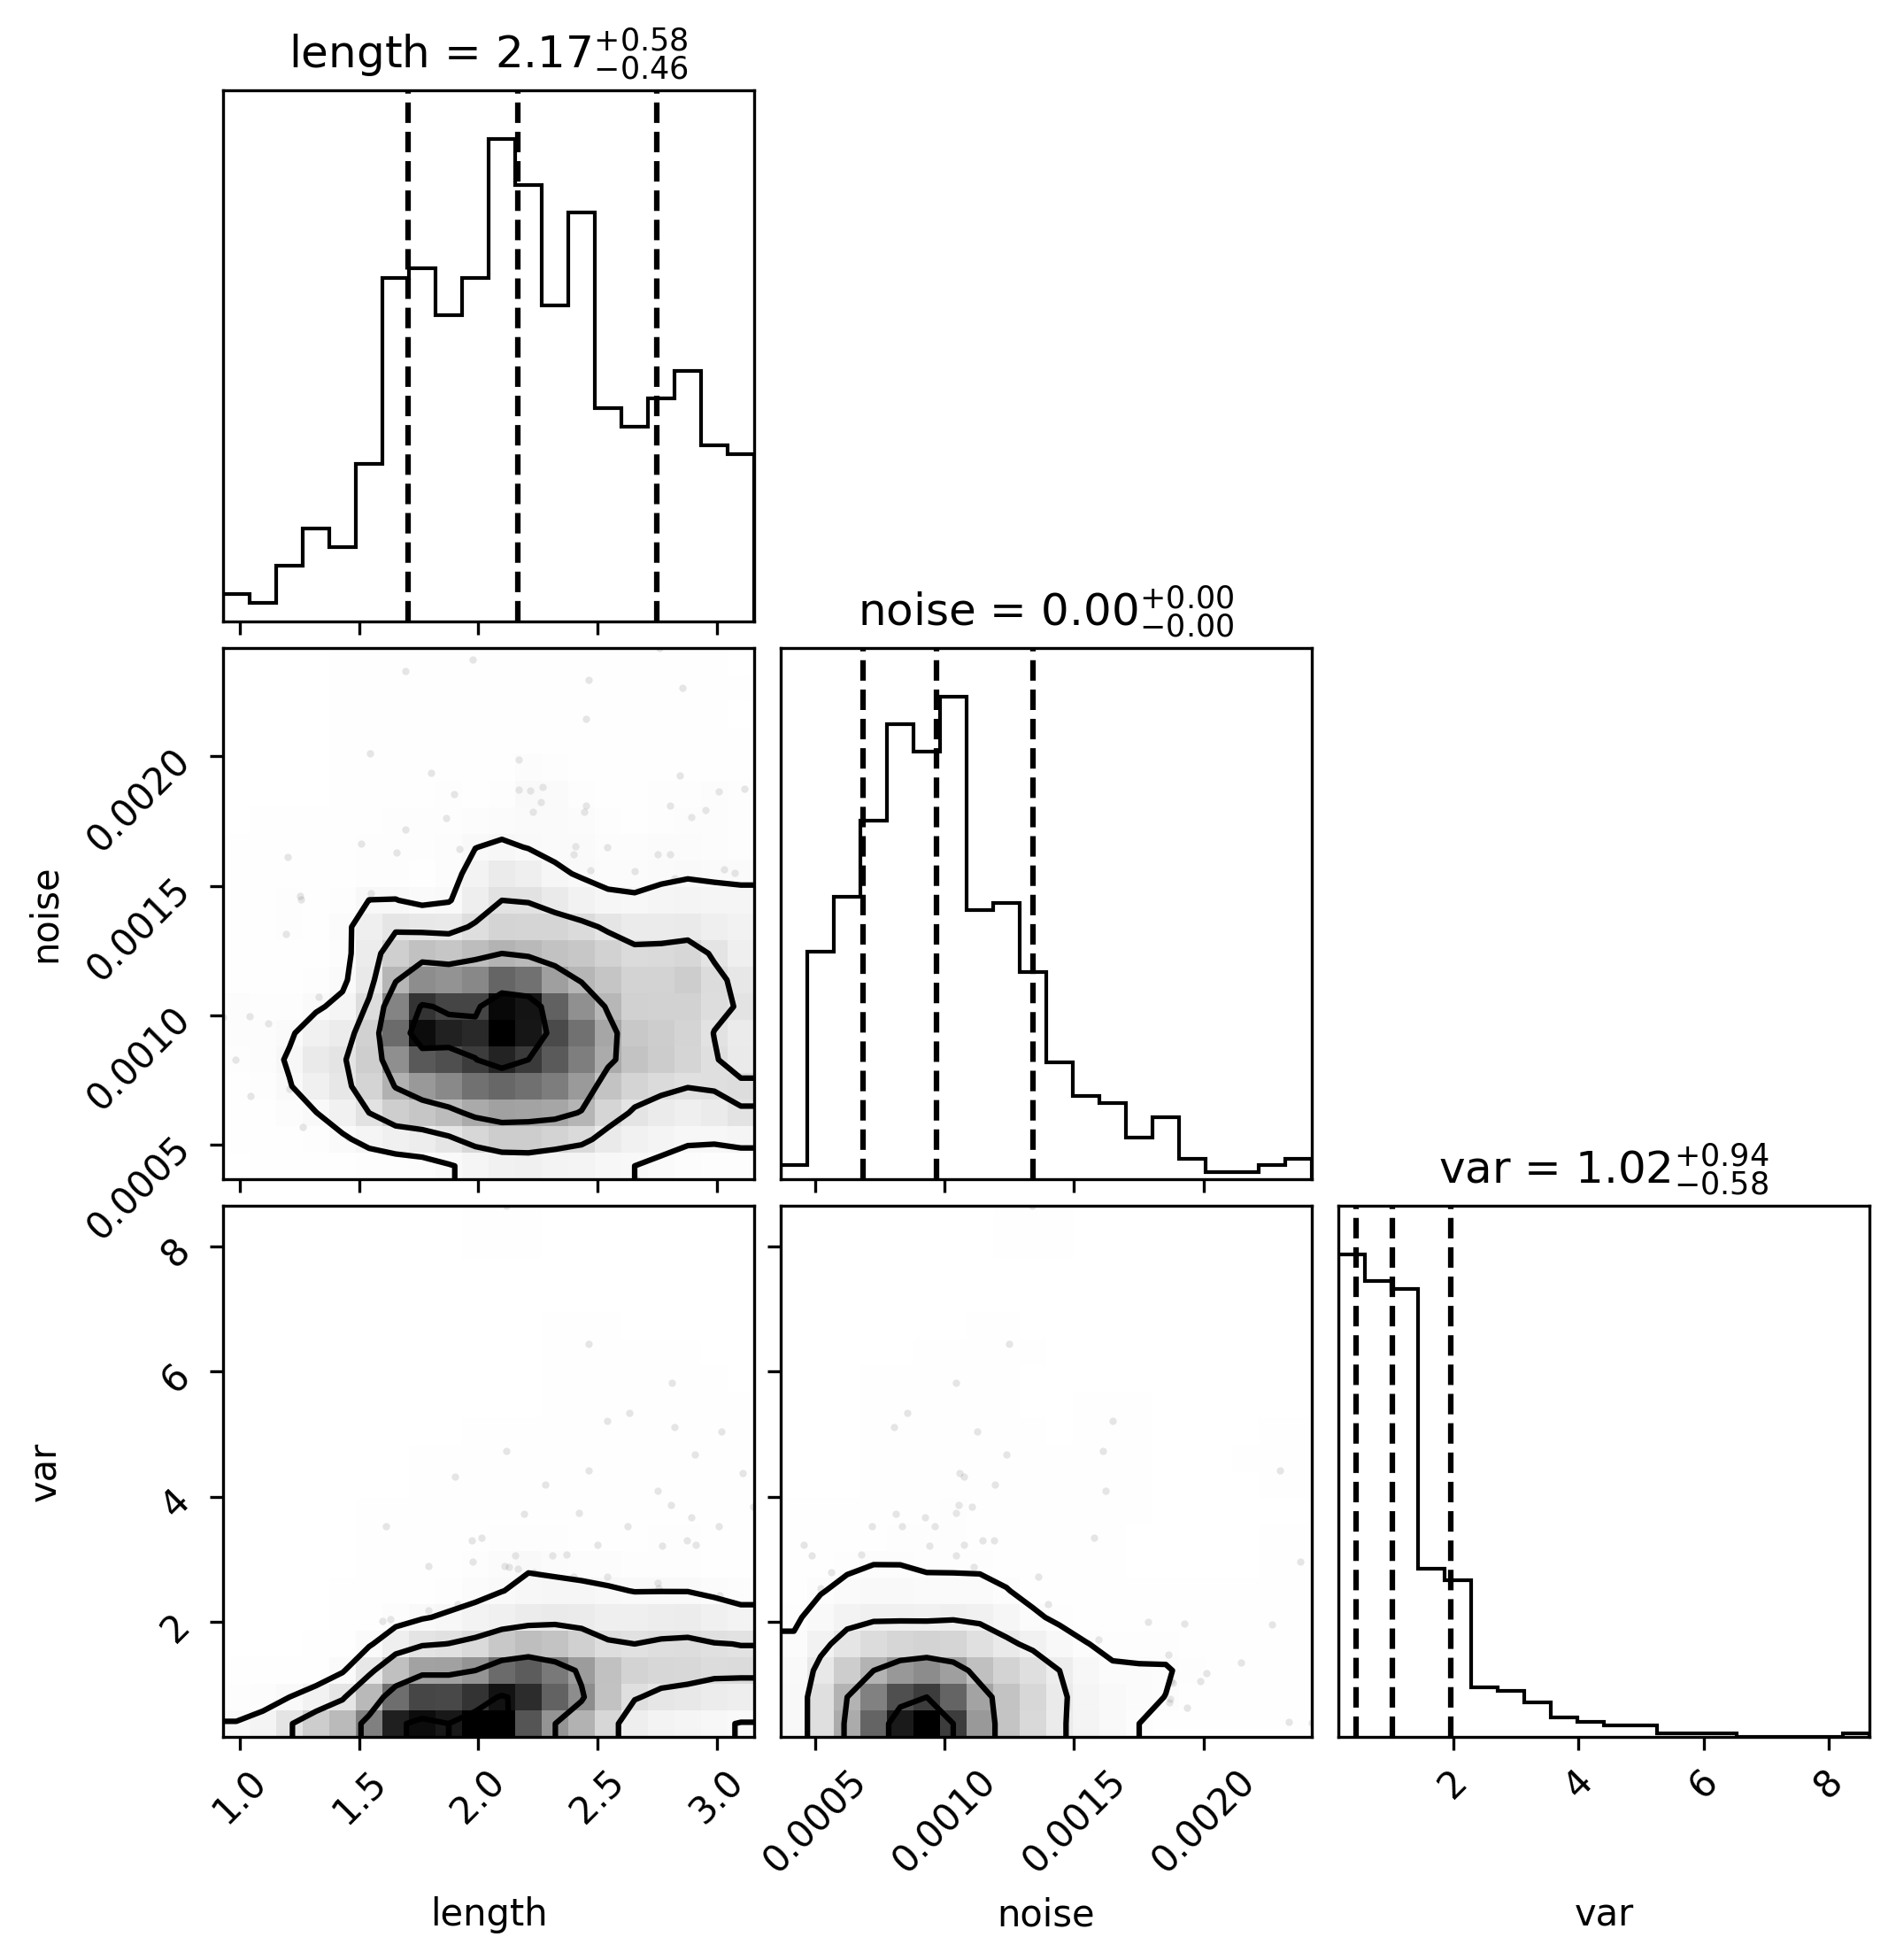 length = 2.17 +0.58 −0.46
noise = 0.00 +0.00 −0.00
0.0020
0.0015
0.0010
0.0005
noise
var = 1.02 +0.94 −0.58
8
6
4
2
var
1.0 1.5 2.0 2.5 3.0
0.0005 0.0010 0.0015 0.0020
2 4 6 8
length
noise
var